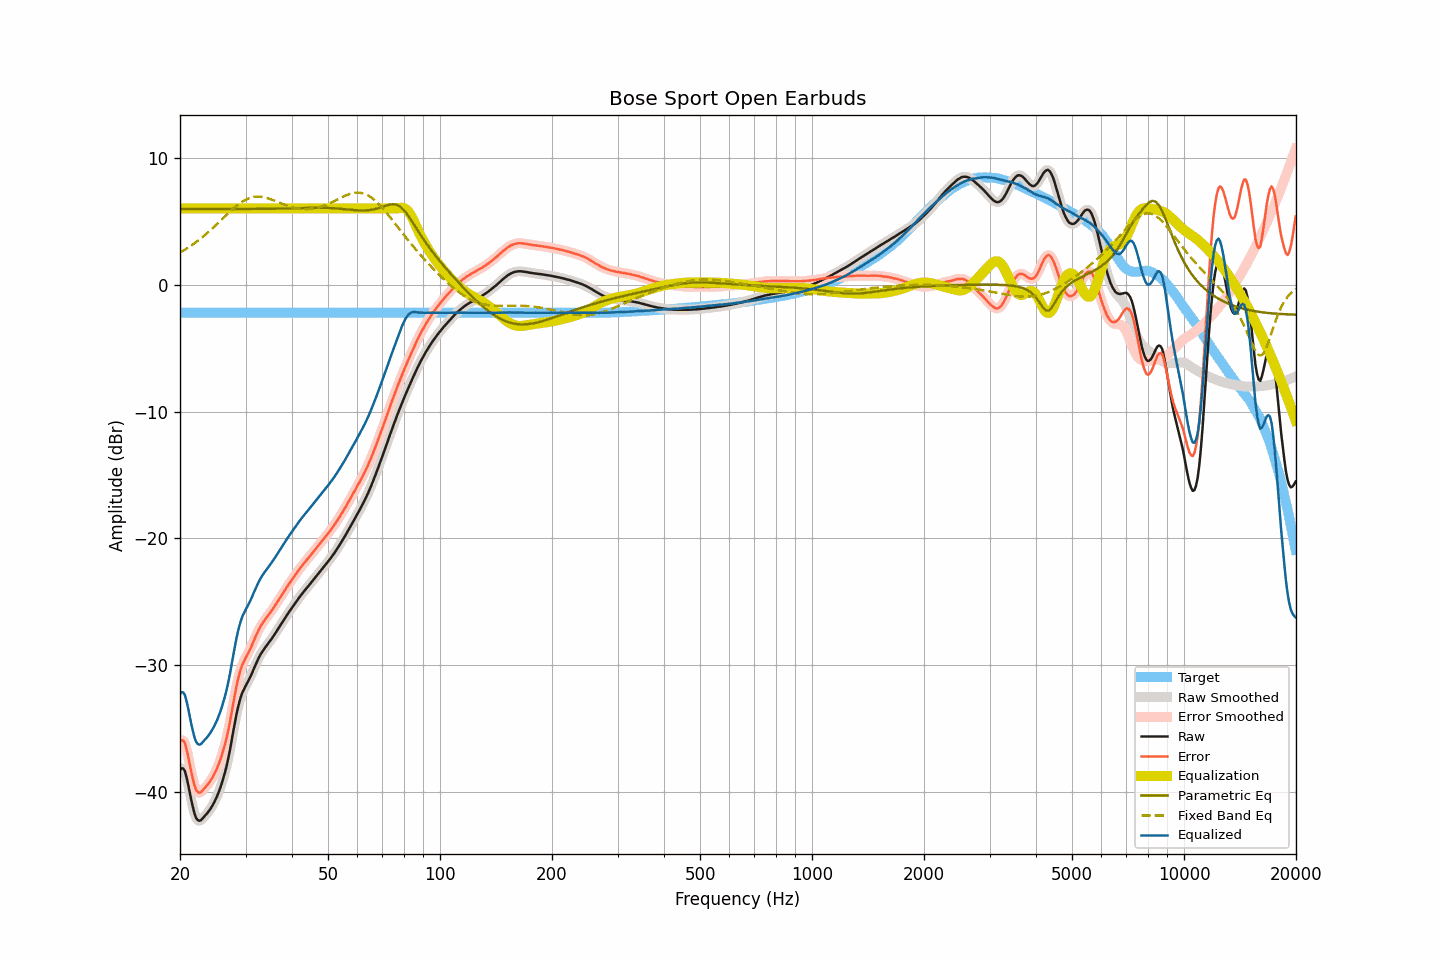 Bose Sport Open Earbuds
10
0
−10
−20
−30
−40
Amplitude (dBr)
Target
Raw Smoothed
Error Smoothed
Raw
Error
Equalization
Parametric Eq
Fixed Band Eq
Equalized
20 50 100 200 500 1000 2000 5000 10000 20000
Frequency (Hz)